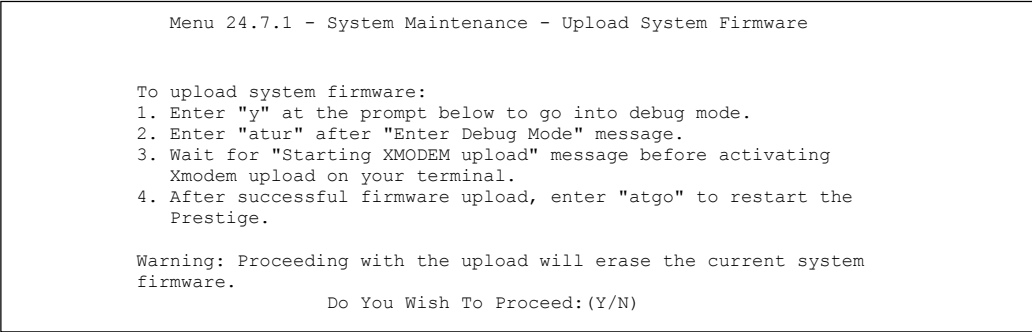 Menu 24.7.1 - System Maintenance - Upload System Firmware
To upload system firmware:
1. Enter "y" at the prompt below to go into debug mode.
2. Enter "atur" after "Enter Debug Mode" message.
3. Wait for "Starting XMODEM upload" message before activating
Xmodem upload on your terminal.
4. After successful firmware upload, enter "atgo" to restart the
Prestige.
Warning: Proceeding with the upload will erase the current system
firmware.
Do You Wish To Proceed:(Y/N)